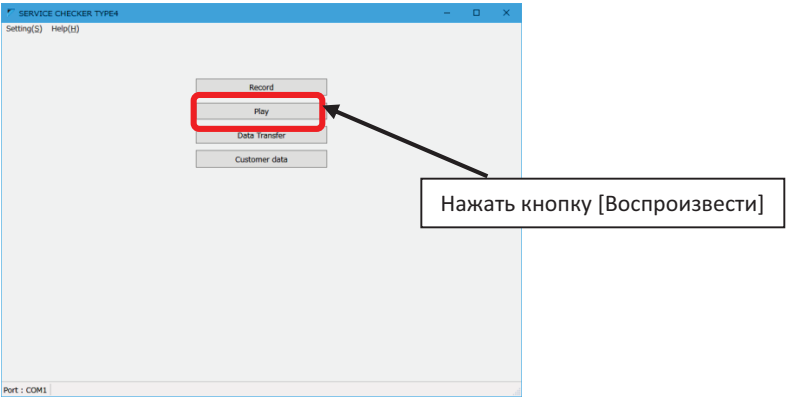 SERVICE CHECKER TYPE4
Setting(S) Help(H)
Record
Play
Data Transfer
Customer data
Нажать кнопку [Воспроизвести]
Port : COM1